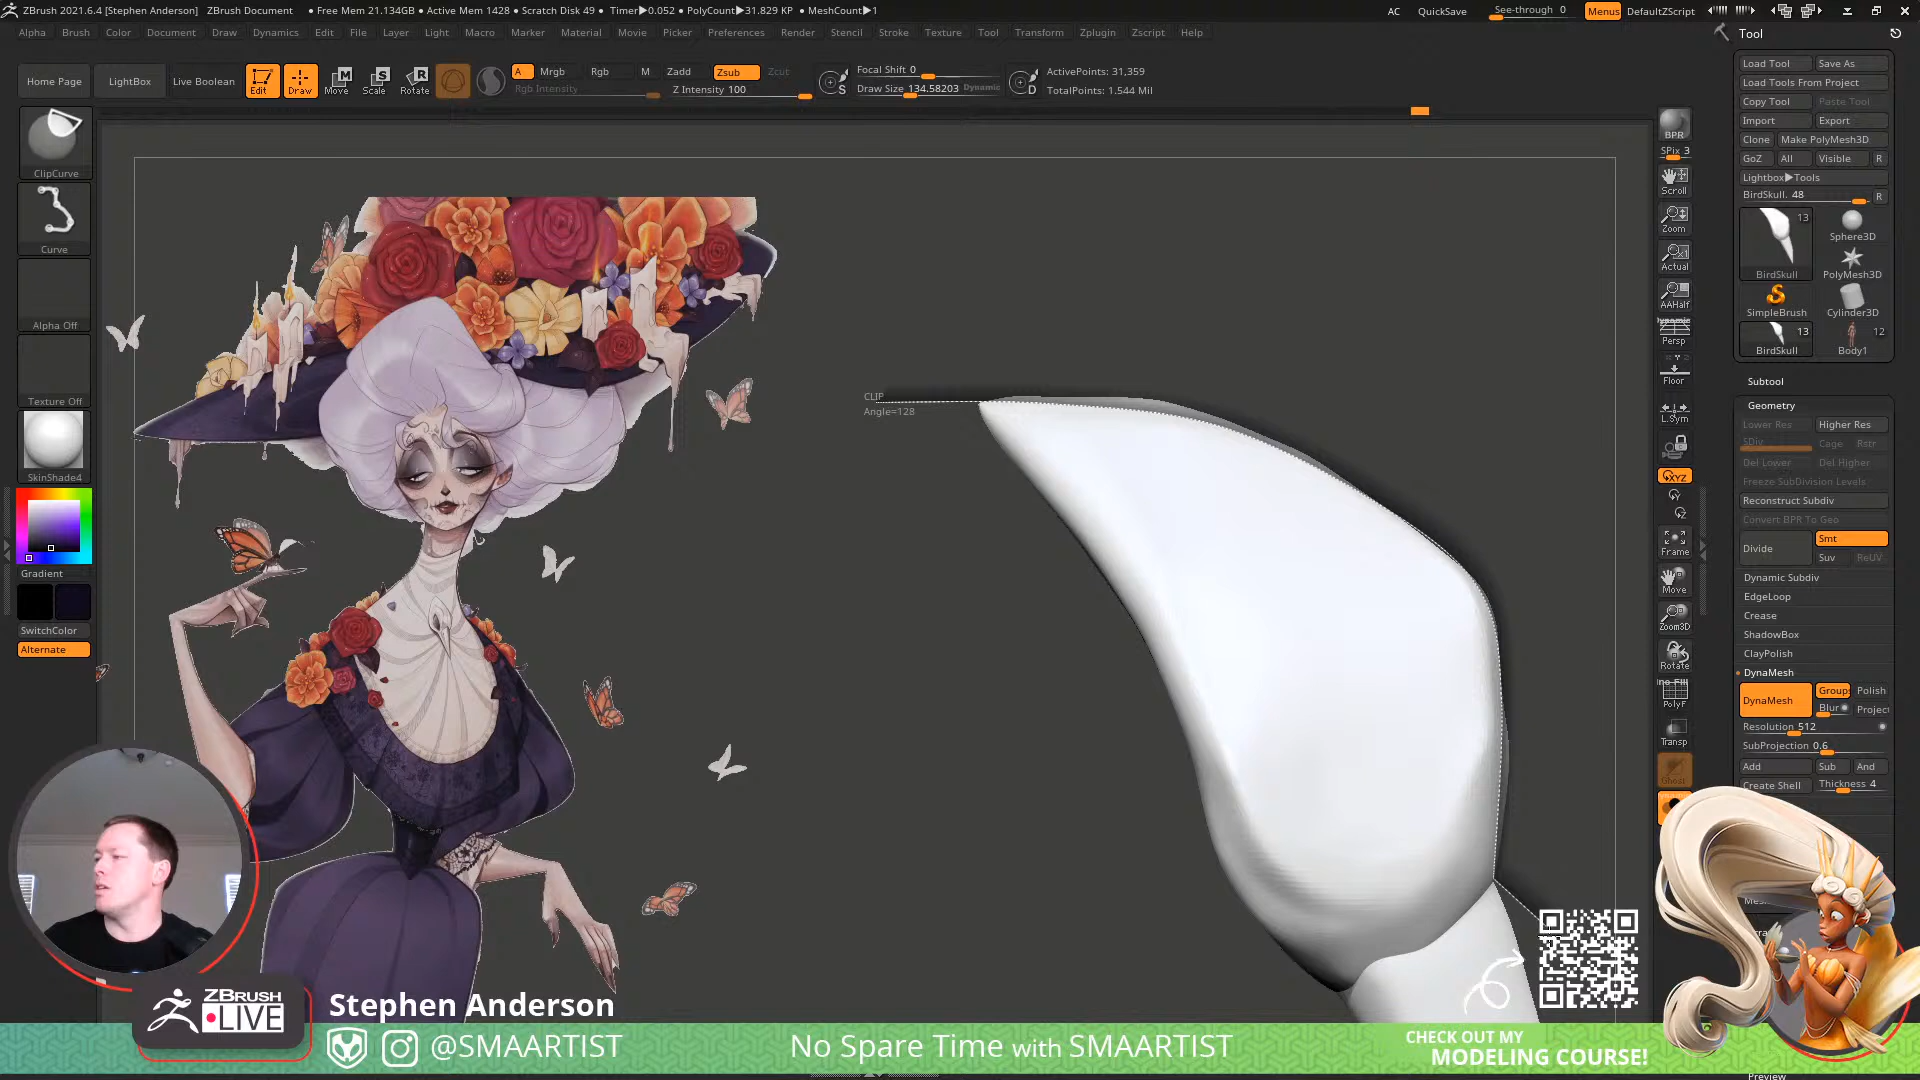 ZBrush 2021.6.4 [Stephen Anderson] ZBrush Document • Free Mem 21.134GB • Active Mem 1428 • Scratch Disk 49 • Timer▶0.052 • PolyCount▶31.829 KP • MeshCount▶1 AC QuickSave See-through 0 Menus DefaultZScript
Alpha Brush Color Document Draw Dynamics Edit File Layer Light Macro Marker Material Movie Picker Preferences Render Stencil Stroke Texture Tool Transform Zplugin Zscript Help
Home Page LightBox Live Boolean Edit Draw Move Scale Rotate
A Mrgb Rgb M Zadd Zsub Zcut
Rgb Intensity Z Intensity 100
Focal Shift 0
Draw Size 134.58203 Dynamic
ActivePoints: 31,359
TotalPoints: 1.544 Mil
ClipCurve
Curve
Alpha Off
Texture Off
SkinShade4
Gradient
SwitchColor
Alternate
CLIP
Angle=128
BPR
SPix 3
Scroll
Zoom
Actual
AAHalf
Persp
Floor
L.Sym
XYZ
Frame
Move
Zoom3D
Rotate
PolyF
Transp
Ghost
Tool
Load Tool Save As
Load Tools From Project
Copy Tool Paste Tool
Import Export
Clone Make PolyMesh3D
GoZ All Visible R
Lightbox▶Tools
BirdSkull. 48 R
13
BirdSkull
Sphere3D
PolyMesh3D
SimpleBrush
Cylinder3D
13
BirdSkull
12
Body1
Subtool
Geometry
Lower Res Higher Res
SDiv Cage Rstr
Del Lower Del Higher
Freeze SubDivision Levels
Reconstruct Subdiv
Convert BPR To Geo
Divide Smt
Suv ReUV
Dynamic Subdiv
EdgeLoop
Crease
ShadowBox
ClayPolish
DynaMesh
DynaMesh Groups Polish
Blur Project
Resolution 512
SubProjection 0.6
Add Sub And
Create Shell Thickness 4
Preview
ZBRUSH
LIVE
Stephen Anderson
@SMAARTIST
No Spare Time with SMAARTIST
CHECK OUT MY
MODELING COURSE!